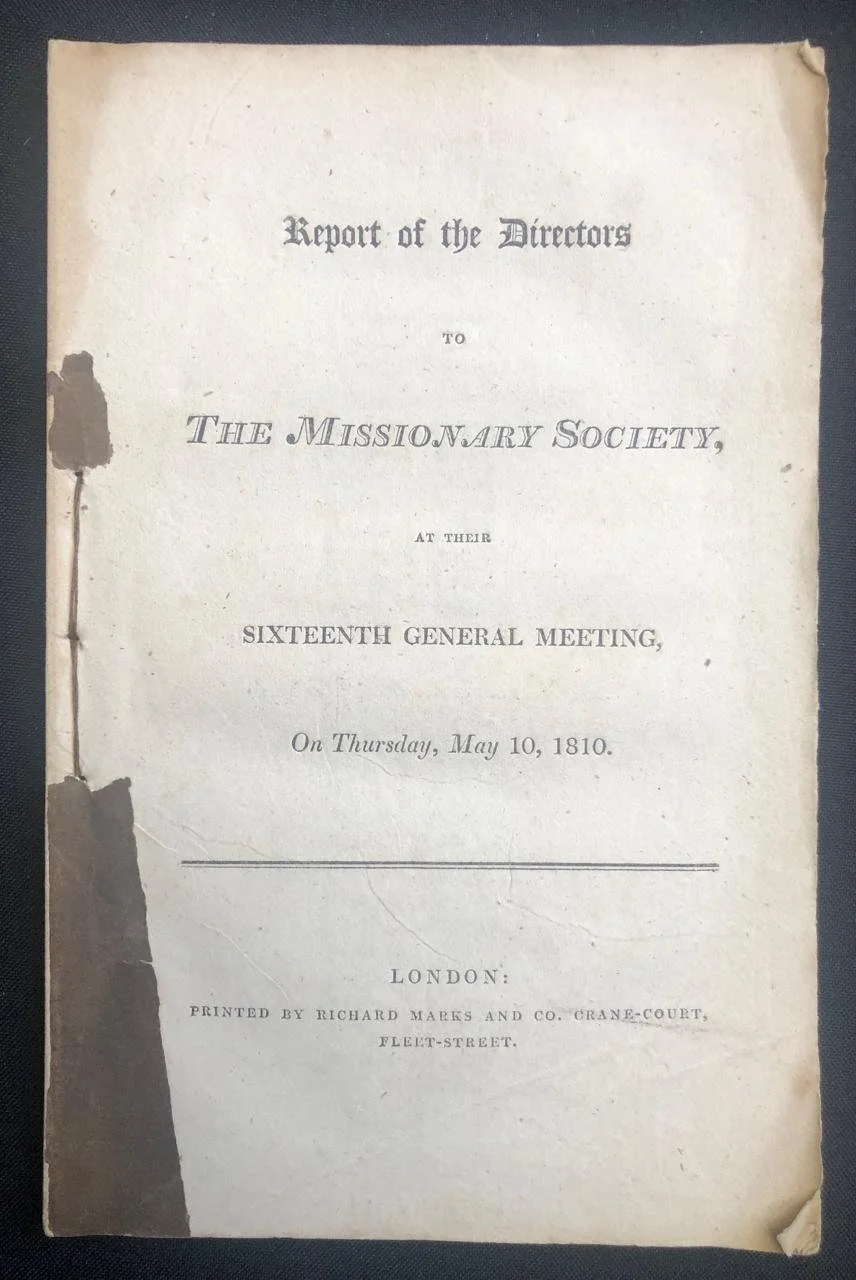 Report of the Directors
TO
THE MISSIONARY SOCIETY,
AT THEIR
SIXTEENTH GENERAL MEETING,
On Thursday, May 10, 1810.
LONDON:
PRINTED BY RICHARD MARKS AND CO. CRANE-COURT,
FLEET-STREET.